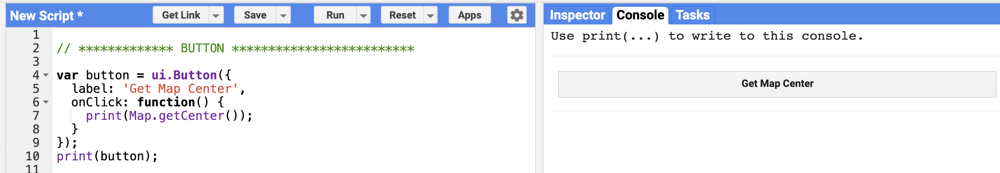 New Script * Get Link Save Run Reset Apps
Inspector Console Tasks
1
2 // ************* BUTTON *************************
3
4 var button = ui.Button({
5 label: 'Get Map Center',
6 onClick: function() {
7 print(Map.getCenter());
8 }
9 });
10 print(button);
11
Use print(...) to write to this console.
Get Map Center